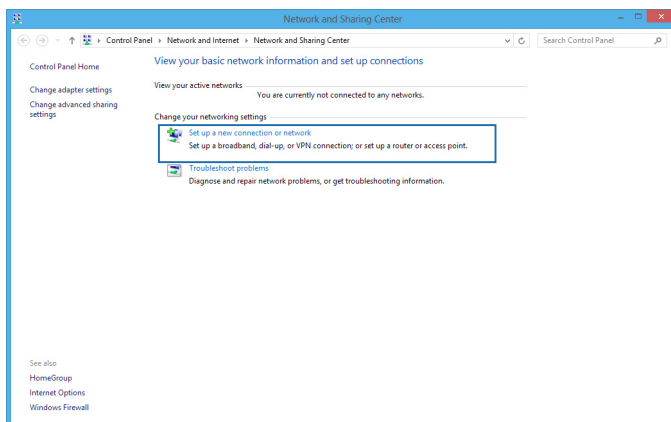 Network and Sharing Center
Control Panel Network and Internet Network and Sharing Center
Search Control Panel
Control Panel Home
Change adapter settings
Change advanced sharing
settings
View your basic network information and set up connections
View your active networks
You are currently not connected to any networks.
Change your networking settings
Set up a new connection or network
Set up a broadband, dial-up, or VPN connection; or set up a router or access point.
Troubleshoot problems
Diagnose and repair network problems, or get troubleshooting information.
See also
HomeGroup
Internet Options
Windows Firewall